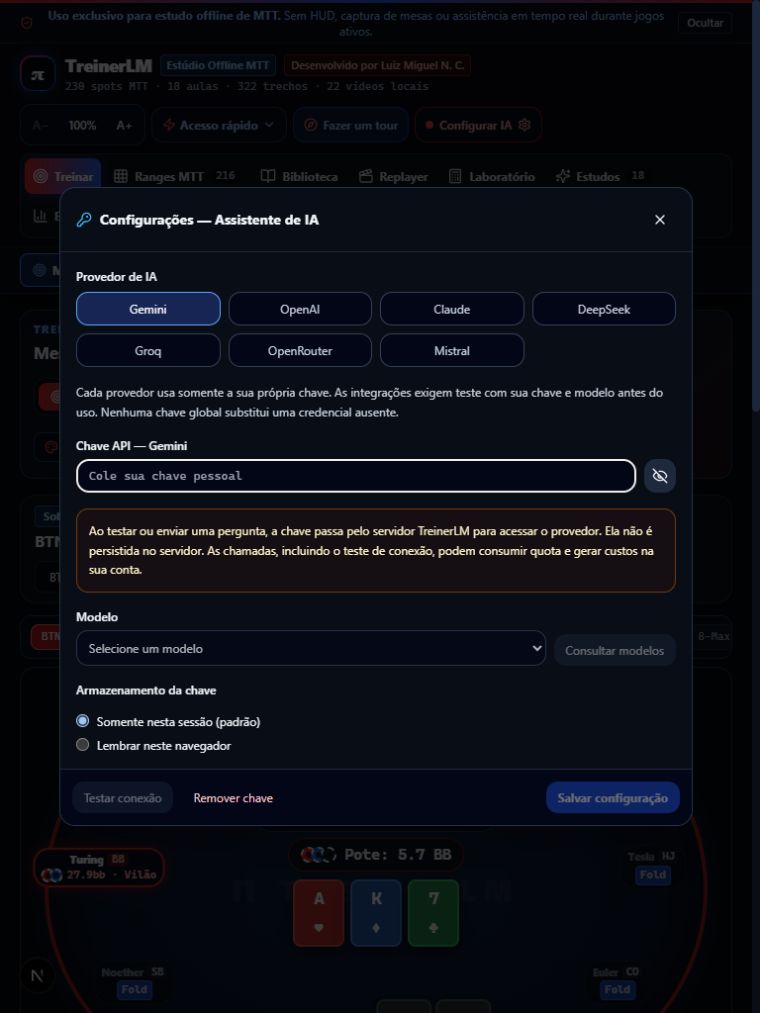 Uso exclusivo para estudo offline de MTT. Sem HUD, captura de mesas ou assistência em tempo real durante jogos
ativos.
Ocultar
π
TreinerLM
Estúdio Offline MTT
Desenvolvido por Luiz Miguel N. C.
230 spots MTT · 18 aulas · 322 trechos · 22 vídeos locais
A−
100%
A+
Acesso rápido
Fazer um tour
Configurar IA
Treinar
Ranges MTT 216
Biblioteca
Replayer
Laboratório
Estudos 18
Configurações — Assistente de IA
Provedor de IA
Gemini
OpenAI
Claude
DeepSeek
Groq
OpenRouter
Mistral
Cada provedor usa somente a sua própria chave. As integrações exigem teste com sua chave e modelo antes do
uso. Nenhuma chave global substitui uma credencial ausente.
Chave API — Gemini
Cole sua chave pessoal
Ao testar ou enviar uma pergunta, a chave passa pelo servidor TreinerLM para acessar o provedor. Ela não é
persistida no servidor. As chamadas, incluindo o teste de conexão, podem consumir quota e gerar custos na
sua conta.
BTN
8-Max
Modelo
Selecione um modelo
Consultar modelos
Armazenamento da chave
Somente nesta sessão (padrão)
Lembrar neste navegador
Testar conexão
Remover chave
Salvar configuração
Pote: 5.7 BB
Turing BB
27.9bb · Vilão
Tesla HJ
Fold
A
K
7
N
Noether SB
Fold
Euler CO
Fold